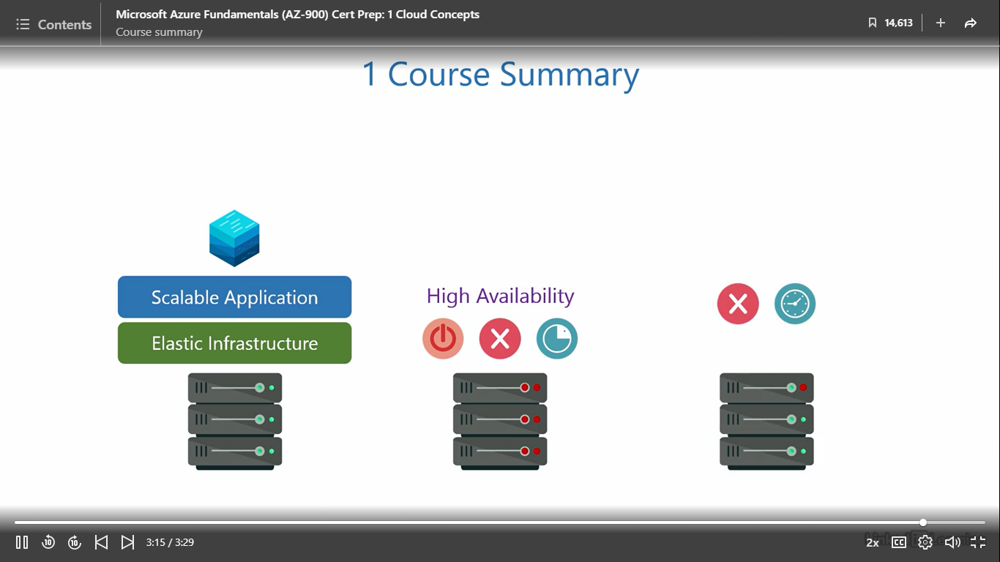 Contents
Microsoft Azure Fundamentals (AZ-900) Cert Prep: 1 Cloud Concepts
Course summary
14,613
1 Course Summary
Scalable Application
Elastic Infrastructure
High Availability
10
10
3:15 / 3:29
2x
CC